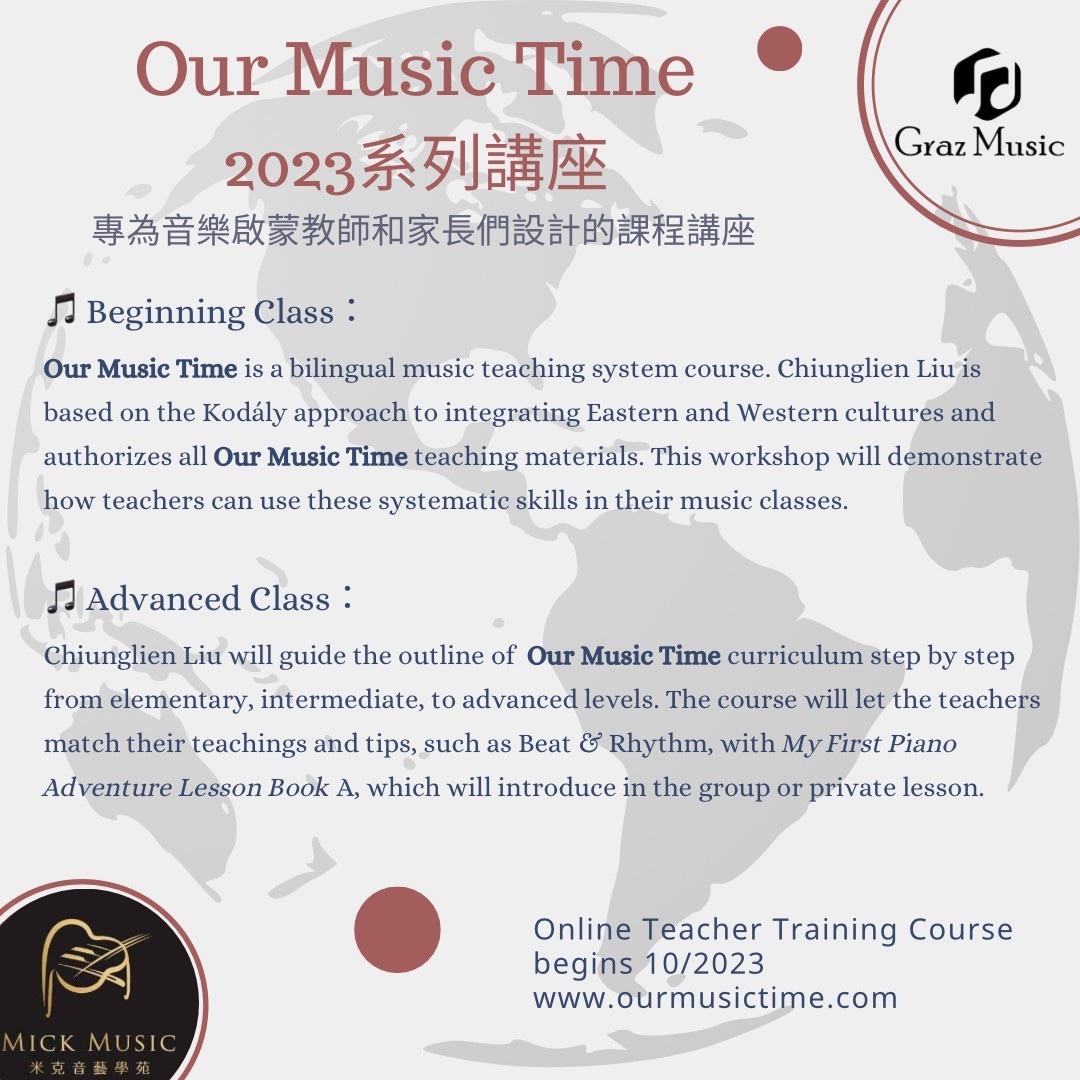 Our Music Time
Graz Music
2023系列講座
專為音樂啟蒙教師和家長們設計的課程講座
Beginning Class：
Our Music Time is a bilingual music teaching system course. Chiunglien Liu is
based on the Kodály approach to integrating Eastern and Western cultures and
authorizes all Our Music Time teaching materials. This workshop will demonstrate
how teachers can use these systematic skills in their music classes.
Advanced Class：
Chiunglien Liu will guide the outline of Our Music Time curriculum step by step
from elementary, intermediate, to advanced levels. The course will let the teachers
match their teachings and tips, such as Beat & Rhythm, with My First Piano
Adventure Lesson Book A, which will introduce in the group or private lesson.
Online Teacher Training Course
begins 10/2023
www.ourmusictime.com
MICK MUSIC
米克音藝學苑